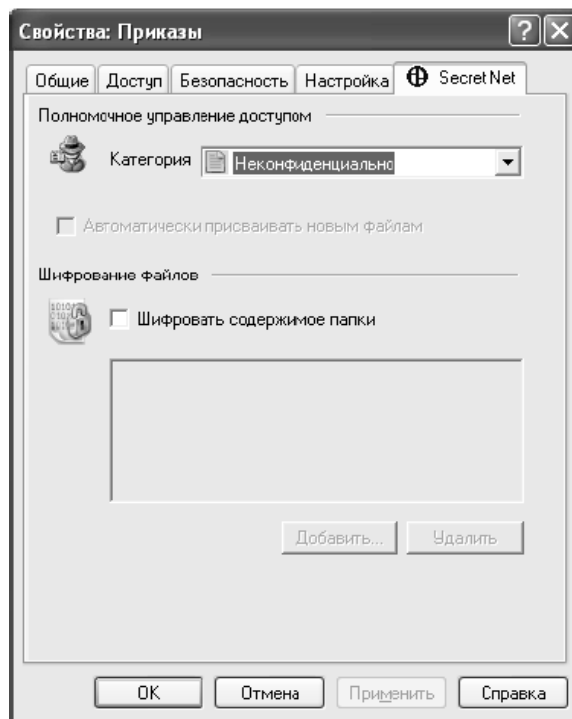 Свойства: Приказы
Общие Доступ Безопасность Настройка Secret Net
Полномочное управление доступом
Категория Неконфиденциально
Автоматически присваивать новым файлам
Шифрование файлов
Шифровать содержимое папки
Добавить... Удалить
ОК Отмена Применить Справка